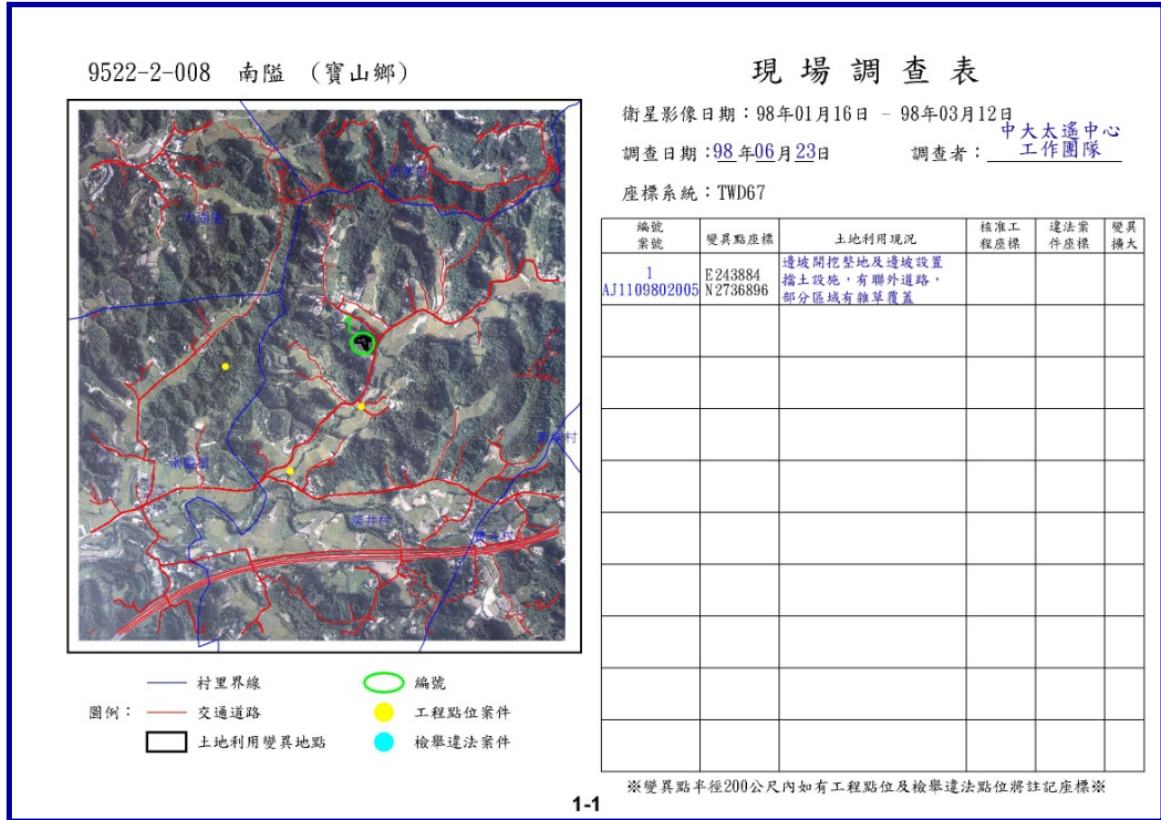 9522-2-008 南隘 （寶山鄉）
現場調查表
衛星影像日期：98年01月16日 - 98年03月12日
調查日期：98年06月23日
調查者：中大太遙中心
工作團隊
座標系統：TWD67
編號
案號
變異點座標
土地利用現況
核准工
程座標
違法案
件座標
變異
擴大
1
AJ1109802005
E243884
N2736896
邊坡開挖整地及邊坡設置
擋土設施，有聯外道路，
部分區域有雜草覆蓋
大湖里
南隘里
深井村
圖例：
村里界線
交通道路
土地利用變異地點
編號
工程點位案件
檢舉違法案件
※變異點半徑200公尺內如有工程點位及檢舉違法點位將註記座標※
1-1